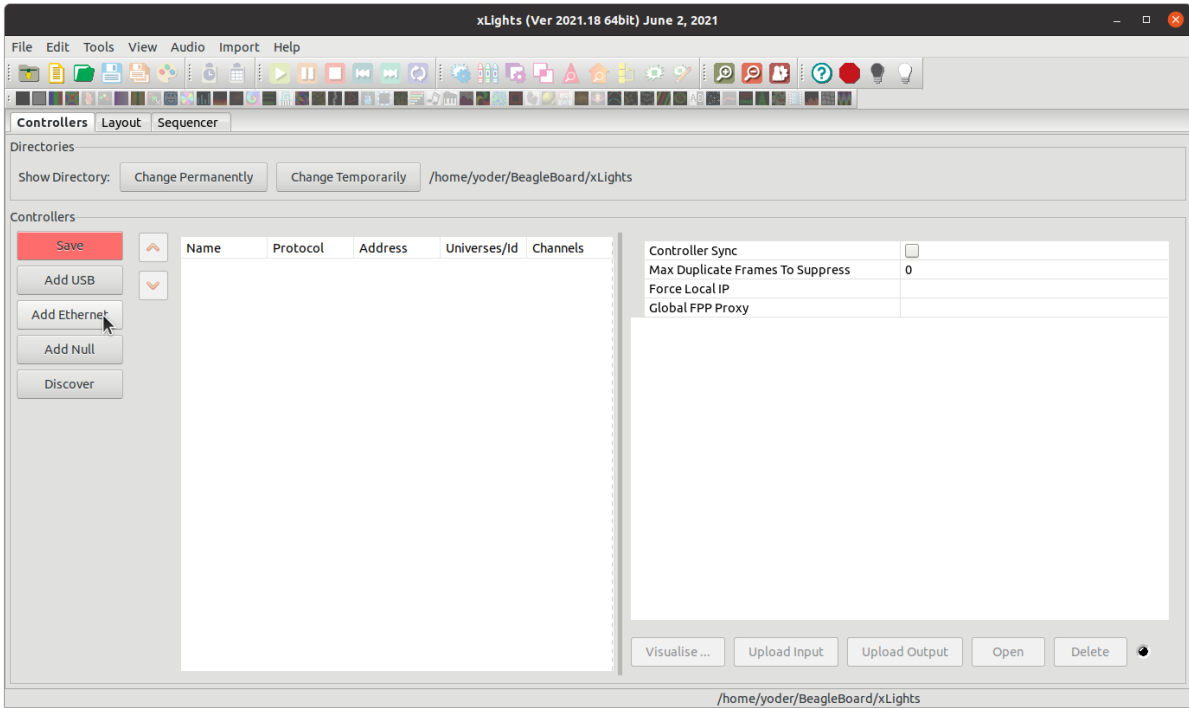 xLights (Ver 2021.18 64bit) June 2, 2021
File Edit Tools View Audio Import Help
Controllers Layout Sequencer
Directories
Show Directory: Change Permanently Change Temporarily /home/yoder/BeagleBoard/xLights
Controllers
Save
Add USB
Add Ethernet
Add Null
Discover
Name Protocol Address Universes/Id Channels
Controller Sync
Max Duplicate Frames To Suppress 0
Force Local IP
Global FPP Proxy
Visualise ... Upload Input Upload Output Open Delete
/home/yoder/BeagleBoard/xLights